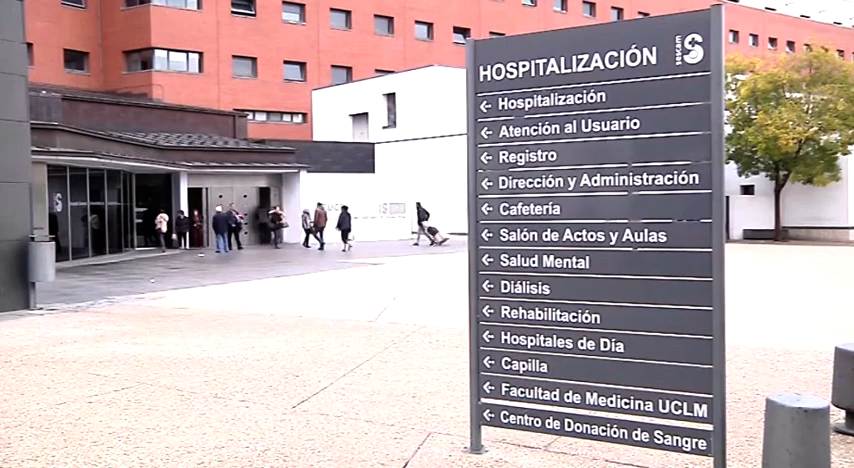 HOSPITALIZACIÓN
sescam
← Hospitalización
← Atención al Usuario
← Registro
← Dirección y Administración
← Cafetería
← Salón de Actos y Aulas
← Salud Mental
← Diálisis
← Rehabilitación
← Hospitales de Día
← Capilla
← Facultad de Medicina UCLM
← Centro de Donación de Sangre